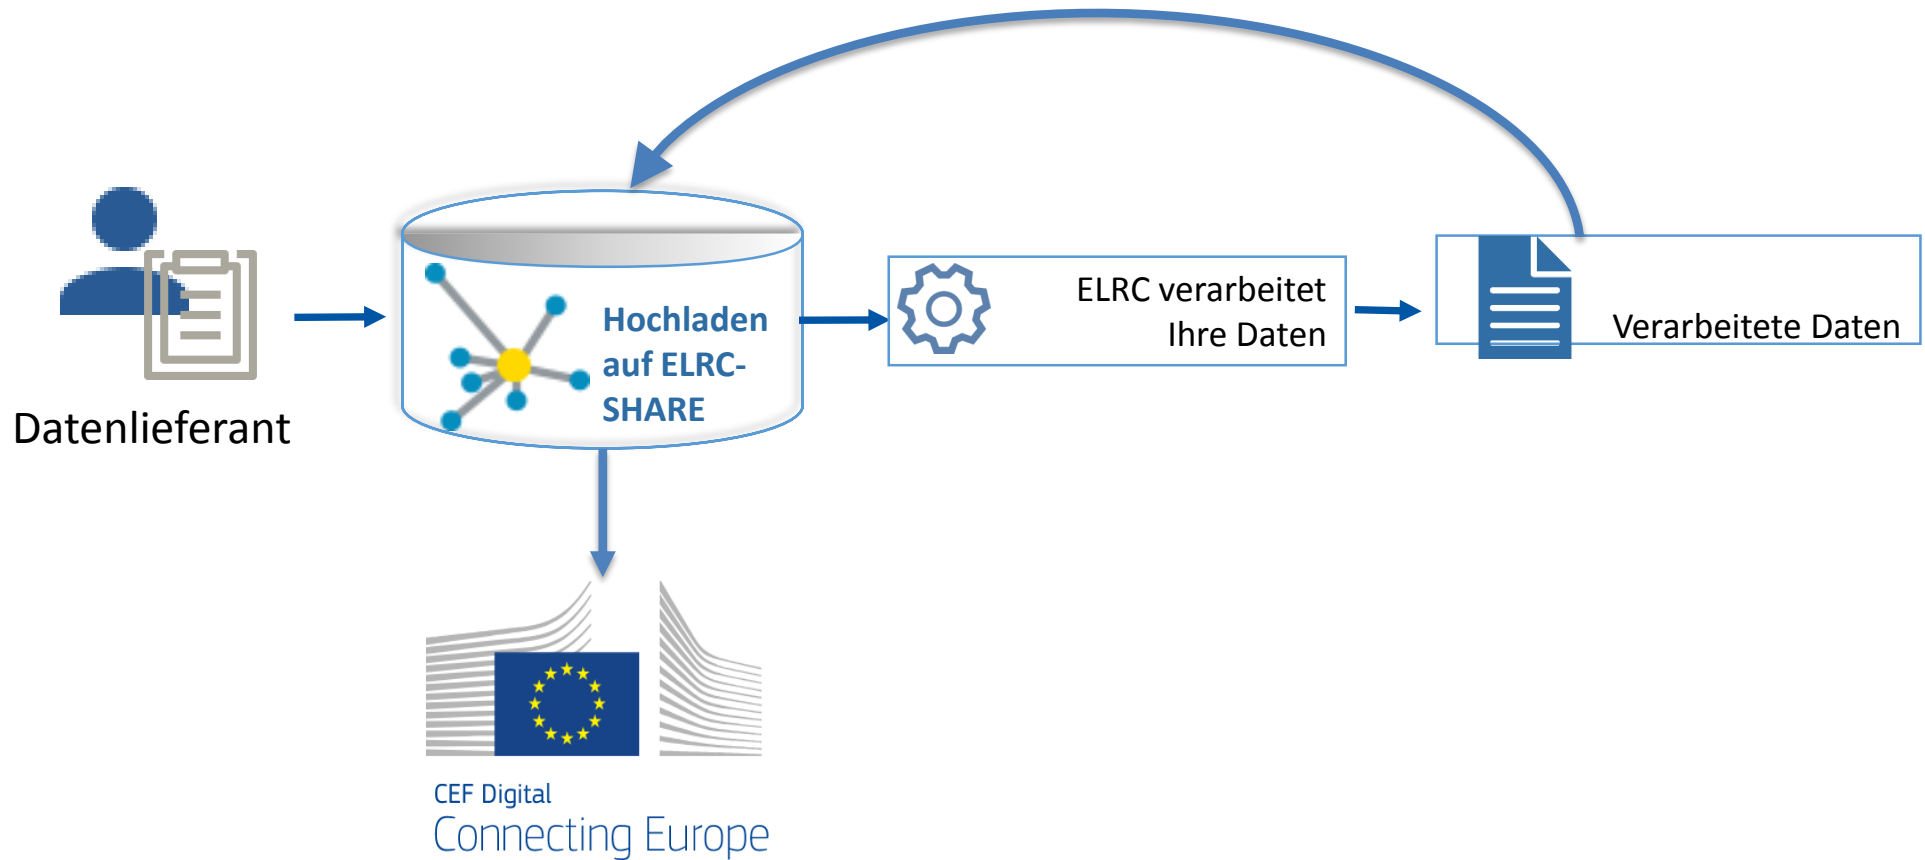 Datenlieferant
Hochladen
auf ELRC-
SHARE
ELRC verarbeitet
Ihre Daten
Verarbeitete Daten
CEF Digital
Connecting Europe